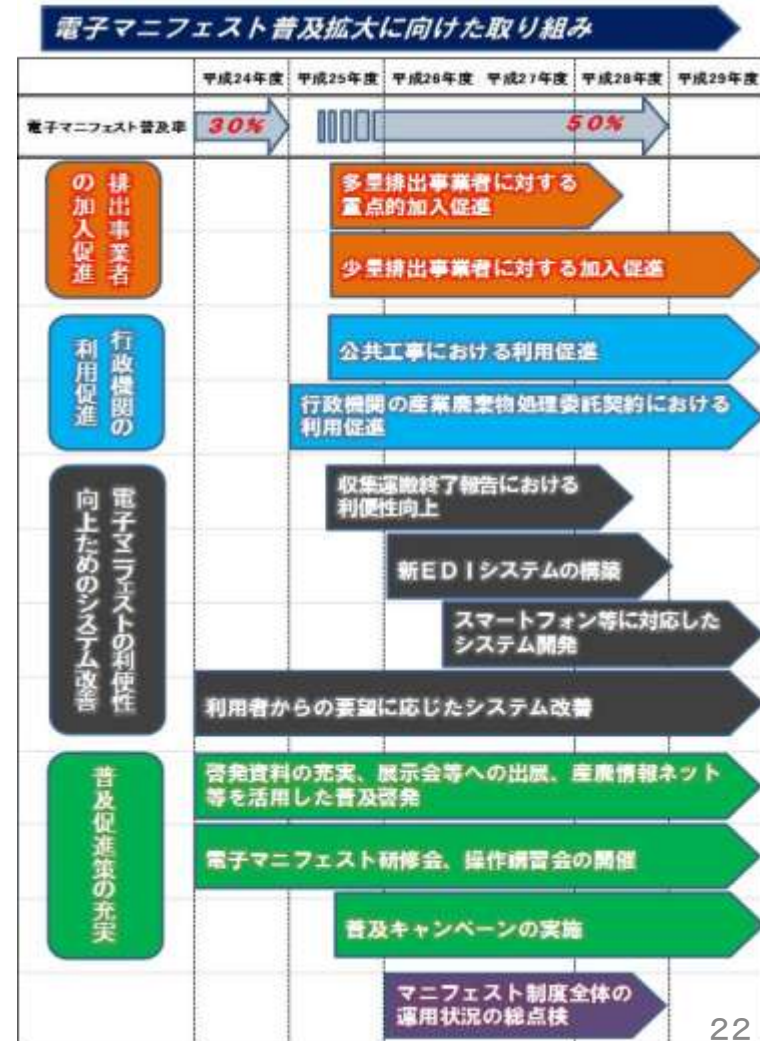 電子マニフェスト普及拡大に向けた取り組み
平成24年度 平成25年度 平成26年度 平成27年度 平成28年度 平成29年度
電子マニフェスト普及率 30% 50%
排出事業者
の加入促進
多量排出事業者に対する
重点的加入促進
少量排出事業者に対する加入促進
行政機関の
利用促進
公共工事における利用促進
行政機関の産業廃棄物処理委託契約における
利用促進
電子マニフェストの利便性
向上ためのシステム改善
収集運搬終了報告における
利便性向上
新EDIシステムの構築
スマートフォン等に対応した
システム開発
利用者からの要望に応じたシステム改善
普及促進策の充実
啓発資料の充実、展示会等への出展、産廃情報ネット
等を活用した普及啓発
電子マニフェスト研修会、操作講習会の開催
普及キャンペーンの実施
マニフェスト制度全体の
運用状況の総点検
22